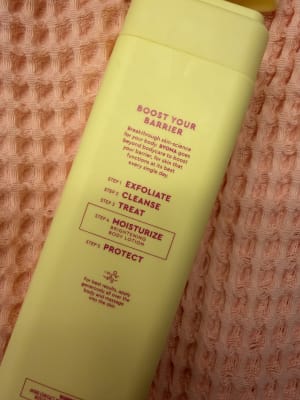 BOOST YOUR
BARRIER
Breakthrough skin-science
for your body. BYOMA goes
beyond bodycare to boost
your barrier, for skin that
functions at its best
every single day.
STEP 1 EXFOLIATE
STEP 2 CLEANSE
STEP 3 TREAT
STEP 4 MOISTURIZE
BRIGHTENING
BODY LOTION
STEP 5 PROTECT
For best results, apply
generously all over the
body and massage
into the skin.